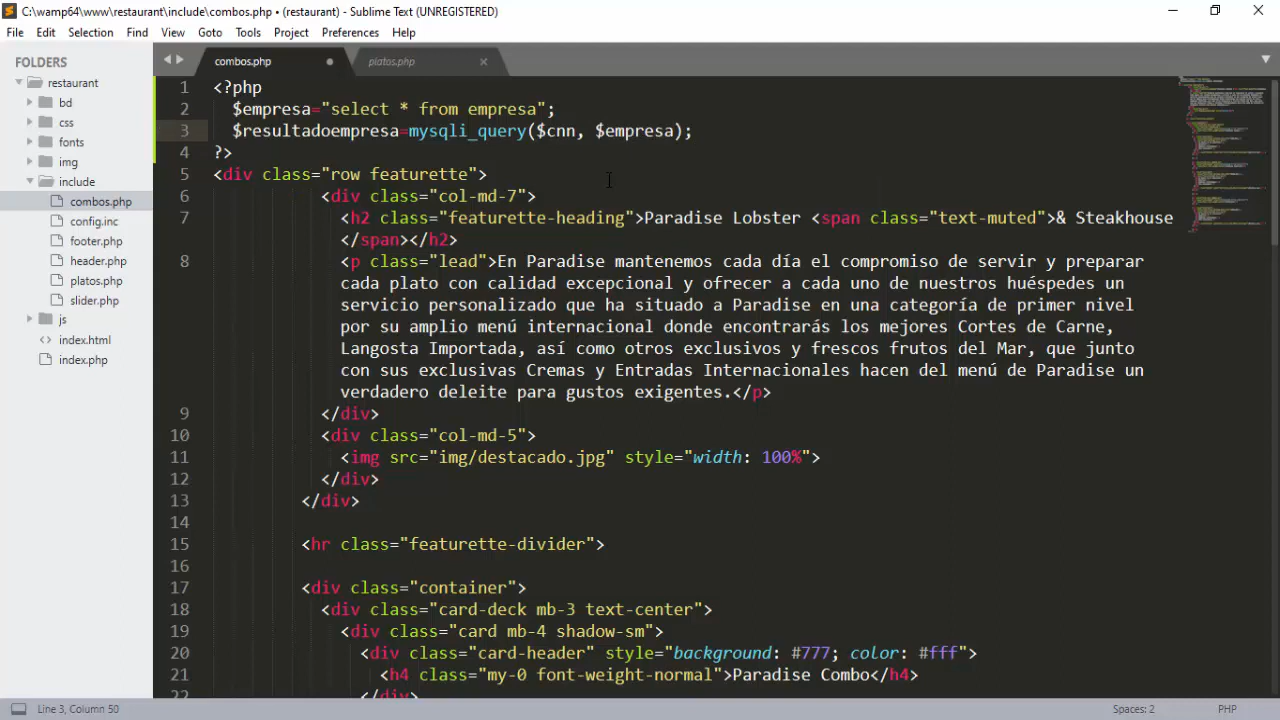 C:\wamp64\www\restaurant\include\combos.php • (restaurant) - Sublime Text (UNREGISTERED)
File Edit Selection Find View Goto Tools Project Preferences Help
FOLDERS
restaurant
bd
css
fonts
img
include
combos.php
config.inc
footer.php
header.php
platos.php
slider.php
js
index.html
index.php
combos.php
platos.php
1 <?php
2 $empresa="select * from empresa";
3 $resultadoempresa=mysqli_query($cnn, $empresa);
4 ?>
5 <div class="row featurette">
6 <div class="col-md-7">
7 <h2 class="featurette-heading">Paradise Lobster <span class="text-muted">& Steakhouse
</span></h2>
8 <p class="lead">En Paradise mantenemos cada día el compromiso de servir y preparar
cada plato con calidad excepcional y ofrecer a cada uno de nuestros huéspedes un
servicio personalizado que ha situado a Paradise en una categoría de primer nivel
por su amplio menú internacional donde encontrarás los mejores Cortes de Carne,
Langosta Importada, así como otros exclusivos y frescos frutos del Mar, que junto
con sus exclusivas Cremas y Entradas Internacionales hacen del menú de Paradise un
verdadero deleite para gustos exigentes.</p>
9 </div>
10 <div class="col-md-5">
11 <img src="img/destacado.jpg" style="width: 100%">
12 </div>
13 </div>
14
15 <hr class="featurette-divider">
16
17 <div class="container">
18 <div class="card-deck mb-3 text-center">
19 <div class="card mb-4 shadow-sm">
20 <div class="card-header" style="background: #777; color: #fff">
21 <h4 class="my-0 font-weight-normal">Paradise Combo</h4>
22 </div>
Line 3, Column 50
Spaces: 2
PHP